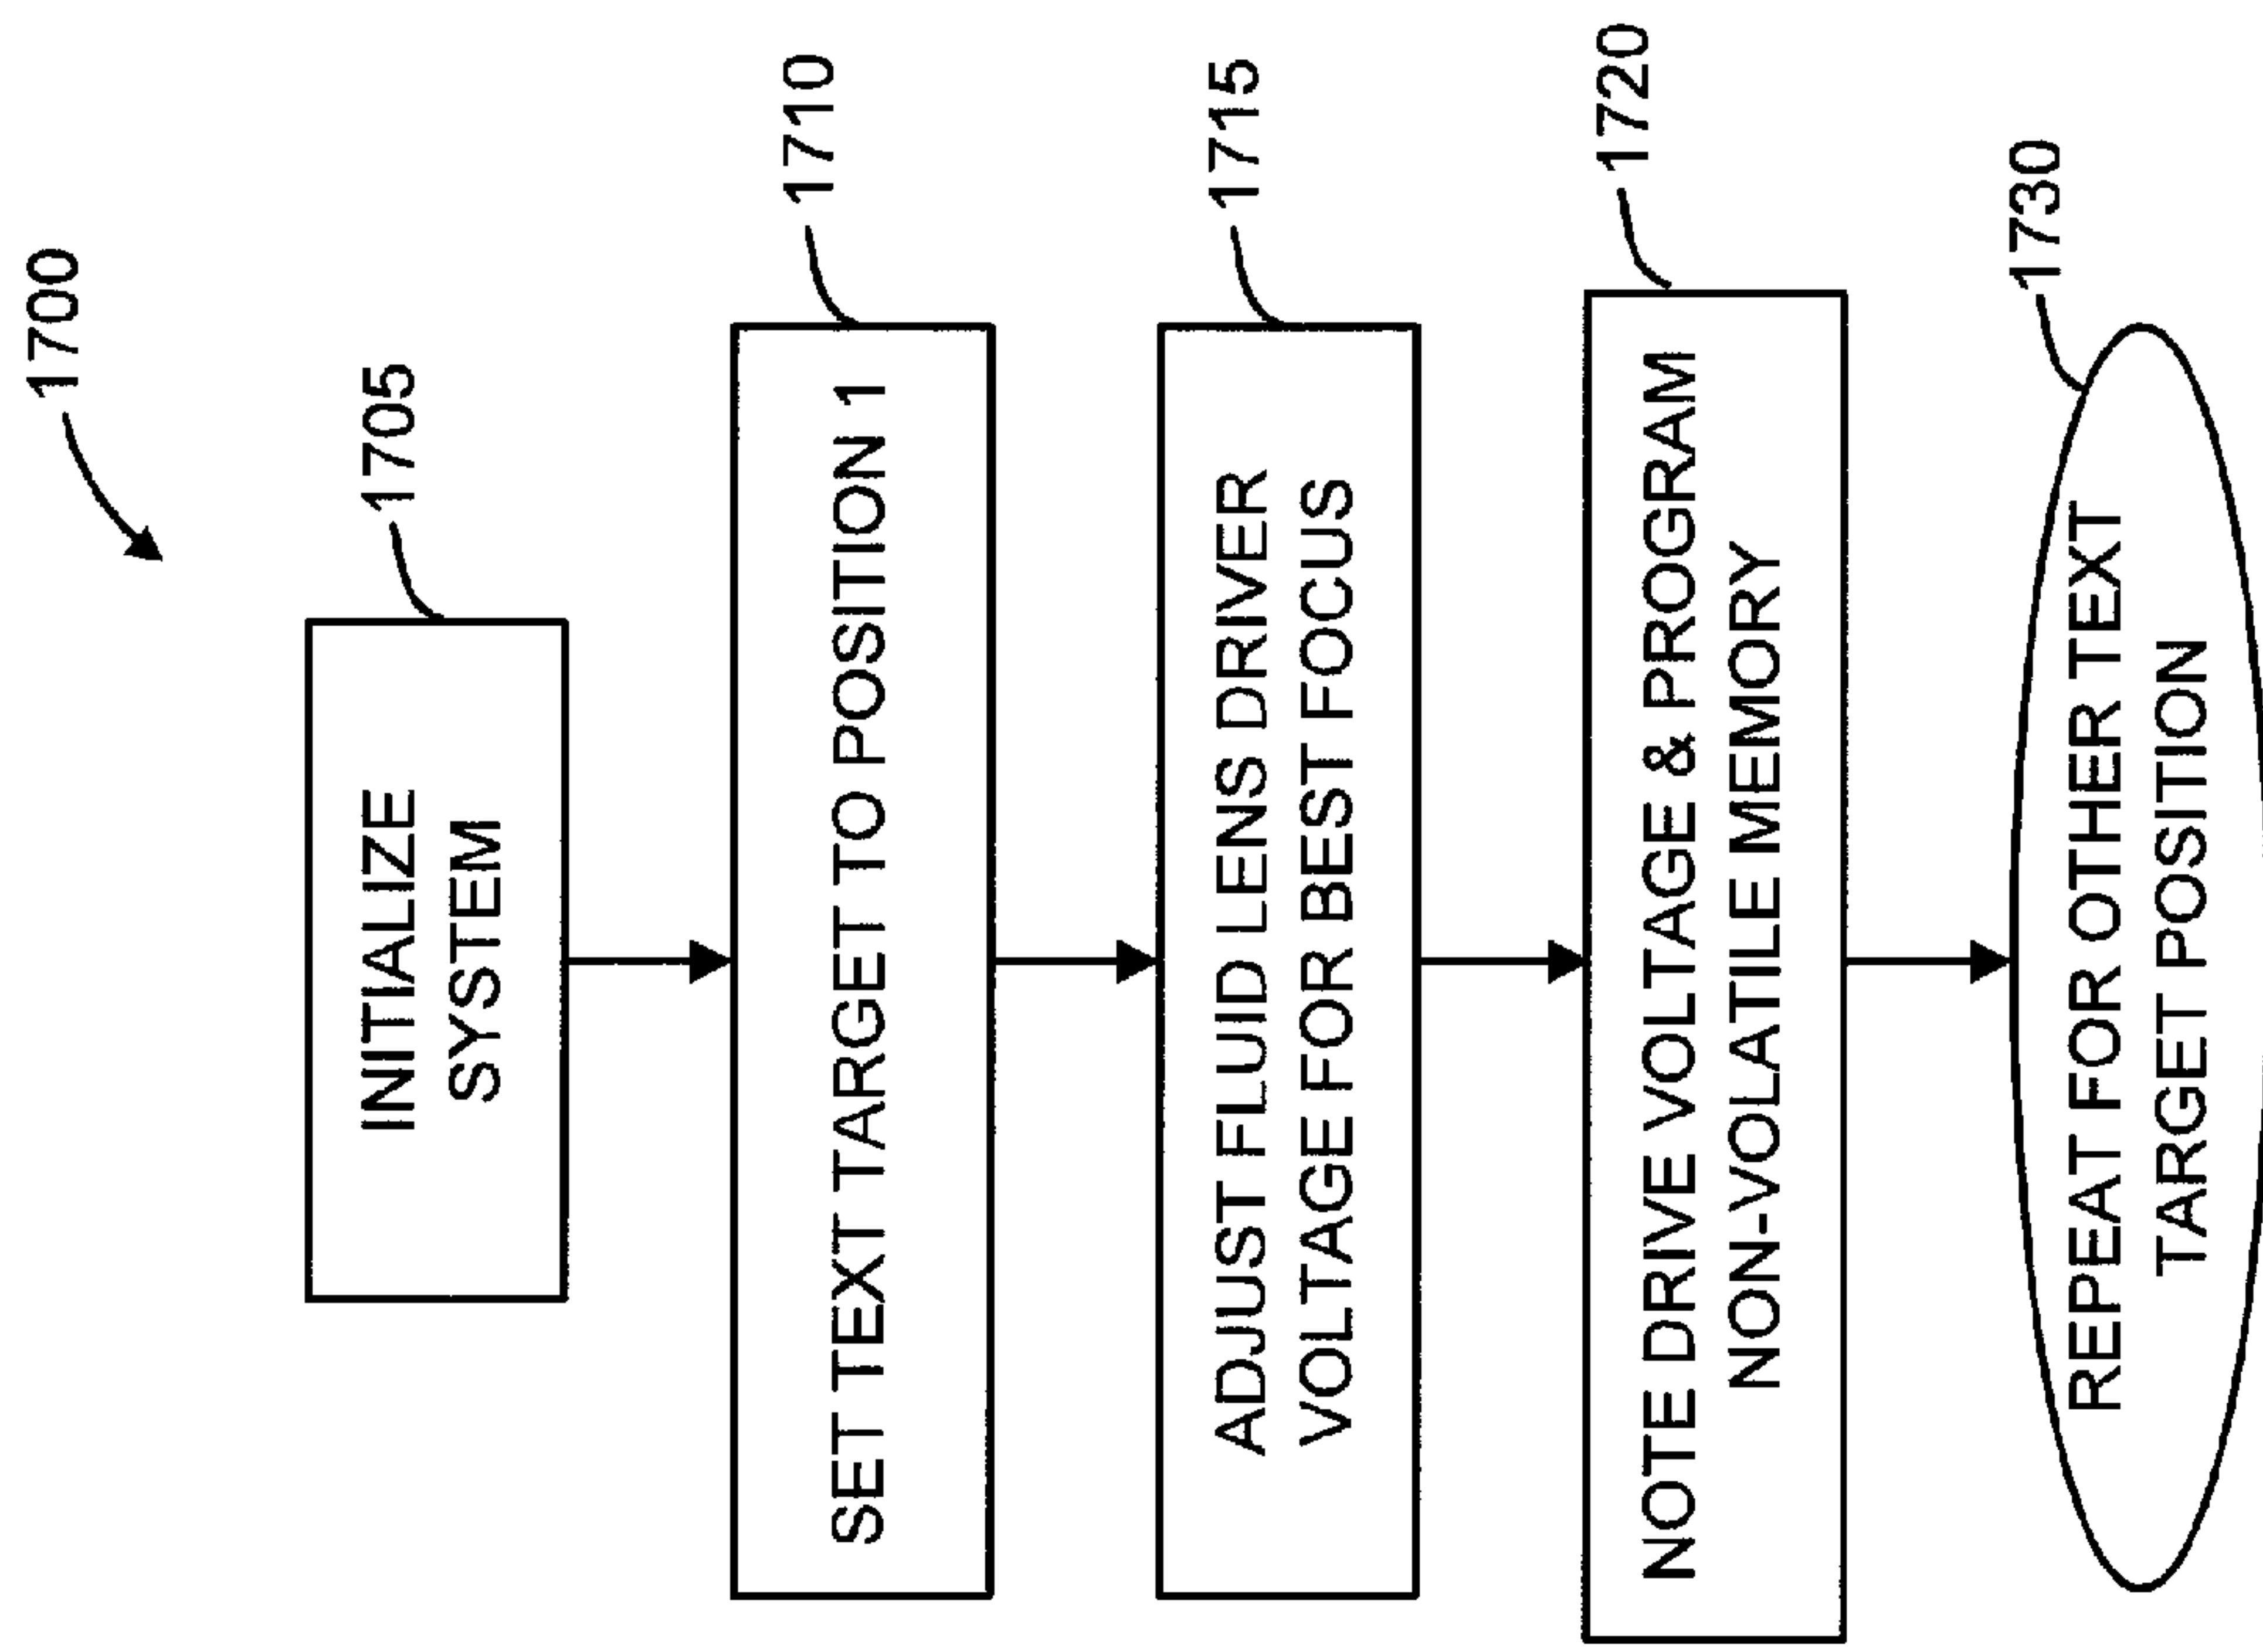 1700
1705
INITIALIZE
SYSTEM
1710
SET TEXT TARGET TO POSITION 1
1715
ADJUST FLUID LENS DRIVER
VOLTAGE FOR BEST FOCUS
1720
NOTE DRIVE VOLTAGE & PROGRAM
NON-VOLATILE MEMORY
1730
REPEAT FOR OTHER TEXT
TARGET POSITION